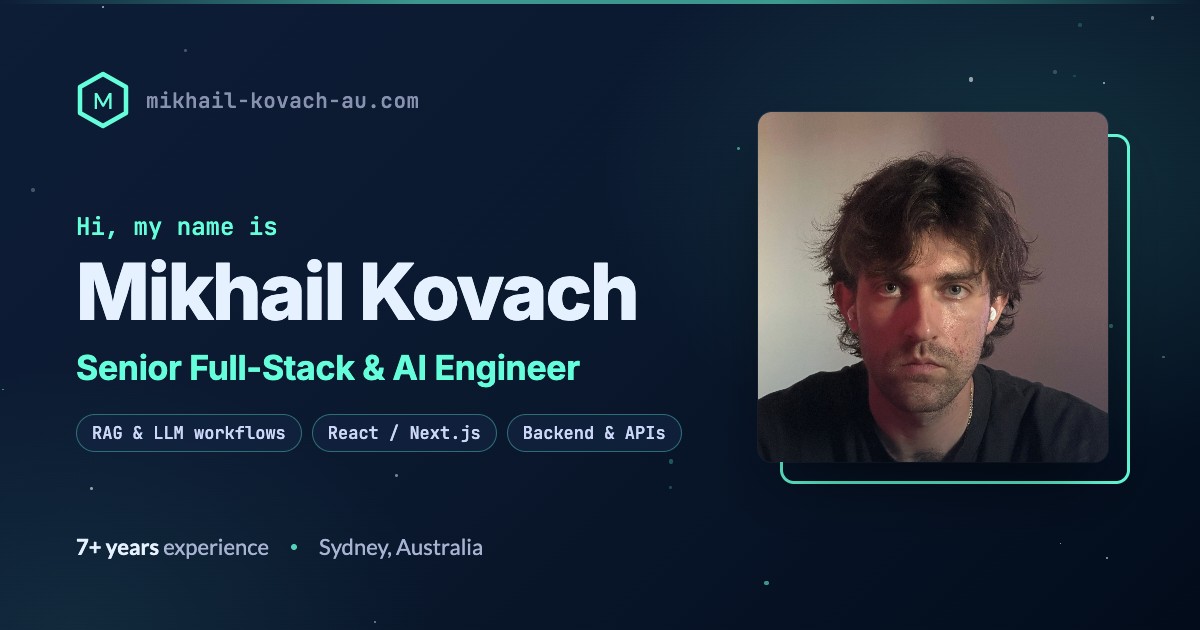 M mikhail-kovach-au.com
Hi, my name is
Mikhail Kovach
Senior Full-Stack & AI Engineer
RAG & LLM workflows React / Next.js Backend & APIs
7+ years experience • Sydney, Australia